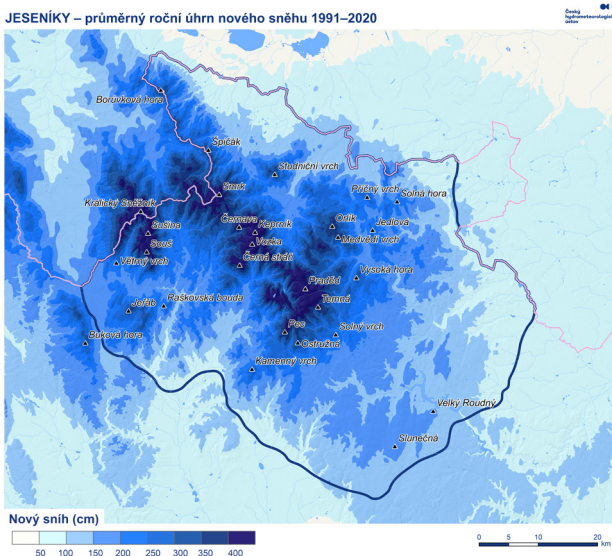 JESENÍKY – průměrný roční úhrn nového sněhu 1991–2020
Český
hydrometeorologický
ústav
Borůvková hora
Špičák
Studniční vrch
Smrk
Příčný vrch
Solná hora
Králický Sněžník
Černava
Keprník
Orlík
Jedlová
Sušina
Vozka
Medvědí vrch
Souš
Větrný vrch
Černá stráň
Vysoká hora
Praděd
Jeřáb
Raškovská bouda
Temná
Buková hora
Pec
Solný vrch
Ostružná
Kamenný vrch
Velký Roudný
Slunečná
Nový sníh (cm)
50 100 150 200 250 300 350 400
0 10 20
km